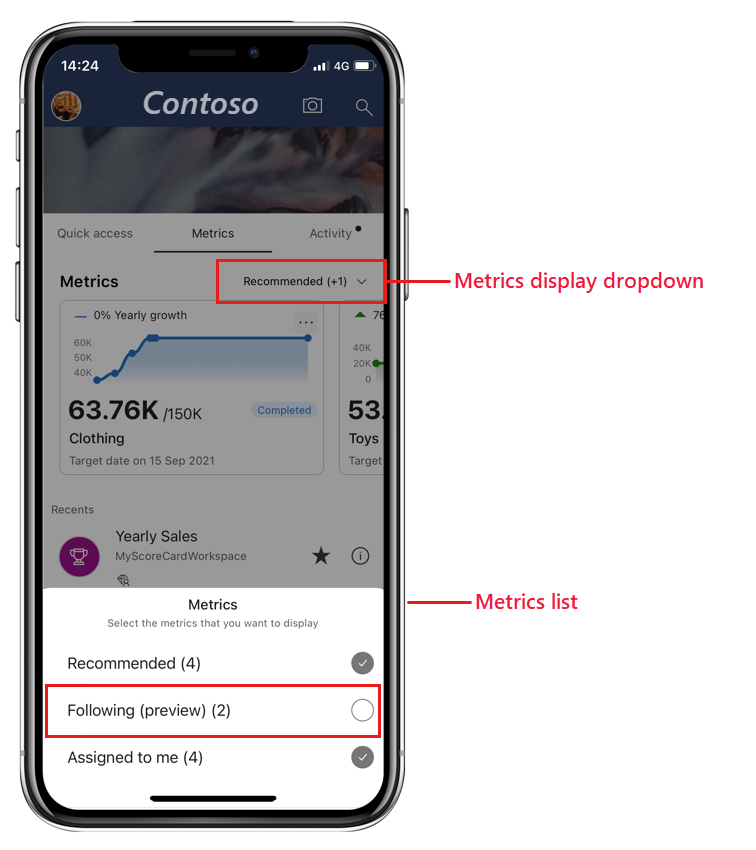 14:24
4G
Contoso
Quick access
Metrics
Activity
Metrics
Recommended (+1)
Metrics display dropdown
0% Yearly growth
...
76
60K
50K
40K
40K
20K
0
63.76K /150K
Completed
53.
Clothing
Toys
Target date on 15 Sep 2021
Target
Recents
Yearly Sales
MyScoreCardWorkspace
Metrics list
Metrics
Select the metrics that you want to display
Recommended (4)
Following (preview) (2)
Assigned to me (4)